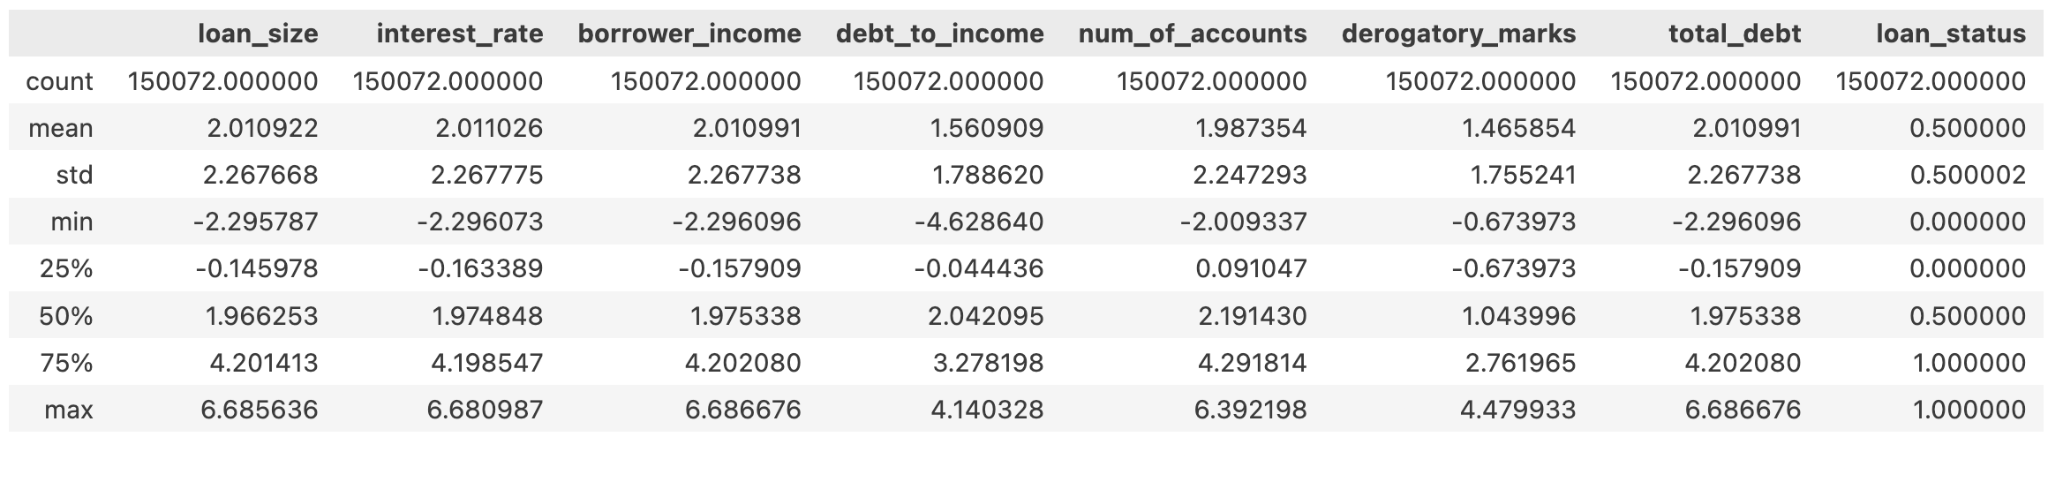 loan_size interest_rate borrower_income debt_to_income num_of_accounts derogatory_marks total_debt loan_status
count 150072.000000 150072.000000 150072.000000 150072.000000 150072.000000 150072.000000 150072.000000 150072.000000
mean 2.010922 2.011026 2.010991 1.560909 1.987354 1.465854 2.010991 0.500000
std 2.267668 2.267775 2.267738 1.788620 2.247293 1.755241 2.267738 0.500002
min -2.295787 -2.296073 -2.296096 -4.628640 -2.009337 -0.673973 -2.296096 0.000000
25% -0.145978 -0.163389 -0.157909 -0.044436 0.091047 -0.673973 -0.157909 0.000000
50% 1.966253 1.974848 1.975338 2.042095 2.191430 1.043996 1.975338 0.500000
75% 4.201413 4.198547 4.202080 3.278198 4.291814 2.761965 4.202080 1.000000
max 6.685636 6.680987 6.686676 4.140328 6.392198 4.479933 6.686676 1.000000